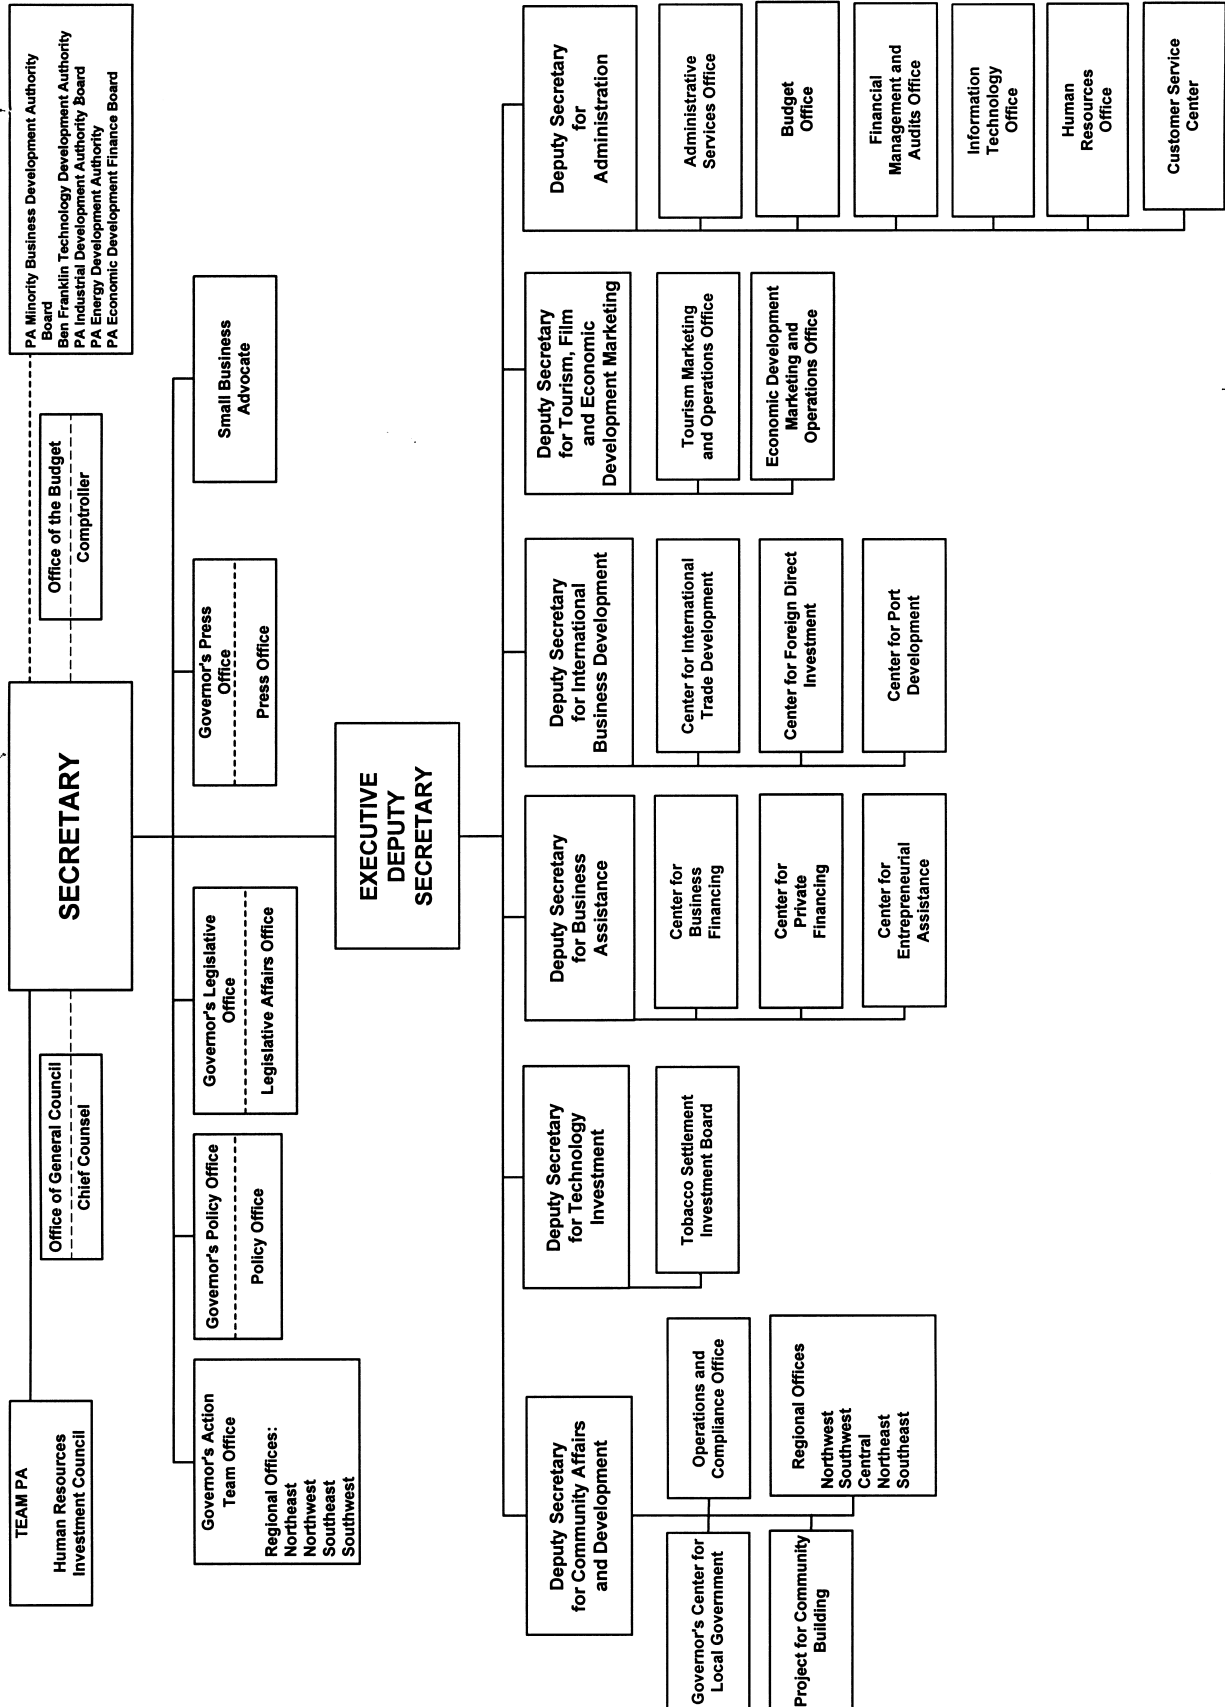 TEAM PA
Human Resources
Investment Council
Office of General Council
Chief Counsel
SECRETARY
Office of the Budget
Comptroller
PA Minority Business Development Authority
Board
Ben Franklin Technology Development Authority
PA Industrial Development Authority Board
PA Energy Development Authority
PA Economic Development Finance Board
Governor's Action
Team Office
Regional Offices:
Northeast
Northwest
Southeast
Southwest
Governor's Policy Office
Policy Office
Governor's Legislative
Office
Legislative Affairs Office
Governor's Press
Office
Press Office
Small Business
Advocate
EXECUTIVE
DEPUTY
SECRETARY
Deputy Secretary
for Community Affairs
and Development
Governor's Center for
Local Government
Operations and
Compliance Office
Project for Community
Building
Regional Offices
Northwest
Southwest
Central
Northeast
Southeast
Deputy Secretary
for Technology
Investment
Tobacco Settlement
Investment Board
Deputy Secretary
for Business
Assistance
Center for
Business
Financing
Center for
Private
Financing
Center for
Entrepreneurial
Assistance
Deputy Secretary
for International
Business Development
Center for International
Trade Development
Center for Foreign Direct
Investment
Center for Port
Development
Deputy Secretary
for Tourism, Film
and Economic
Development Marketing
Tourism Marketing
and Operations Office
Economic Development
Marketing and
Operations Office
Deputy Secretary
for
Administration
Administrative
Services Office
Budget
Office
Financial
Management and
Audits Office
Information
Technology
Office
Human
Resources
Office
Customer Service
Center